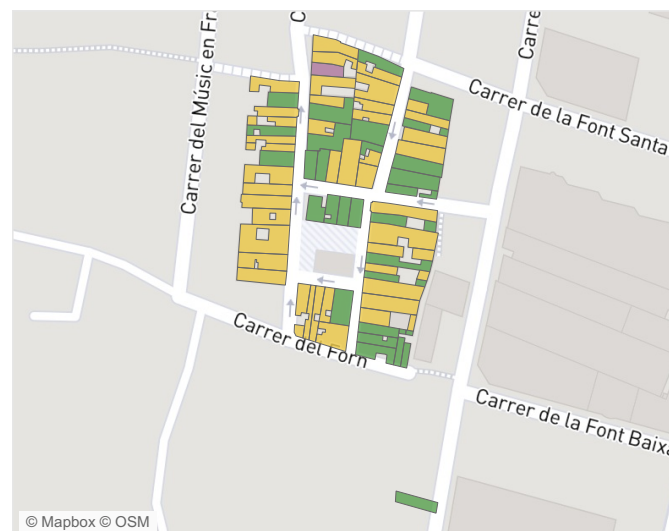 Carrer del Músic en Fr
C
Carre
Carrer de la Font Santa
Carrer del Forn
Carrer de la Font Baixa
© Mapbox © OSM